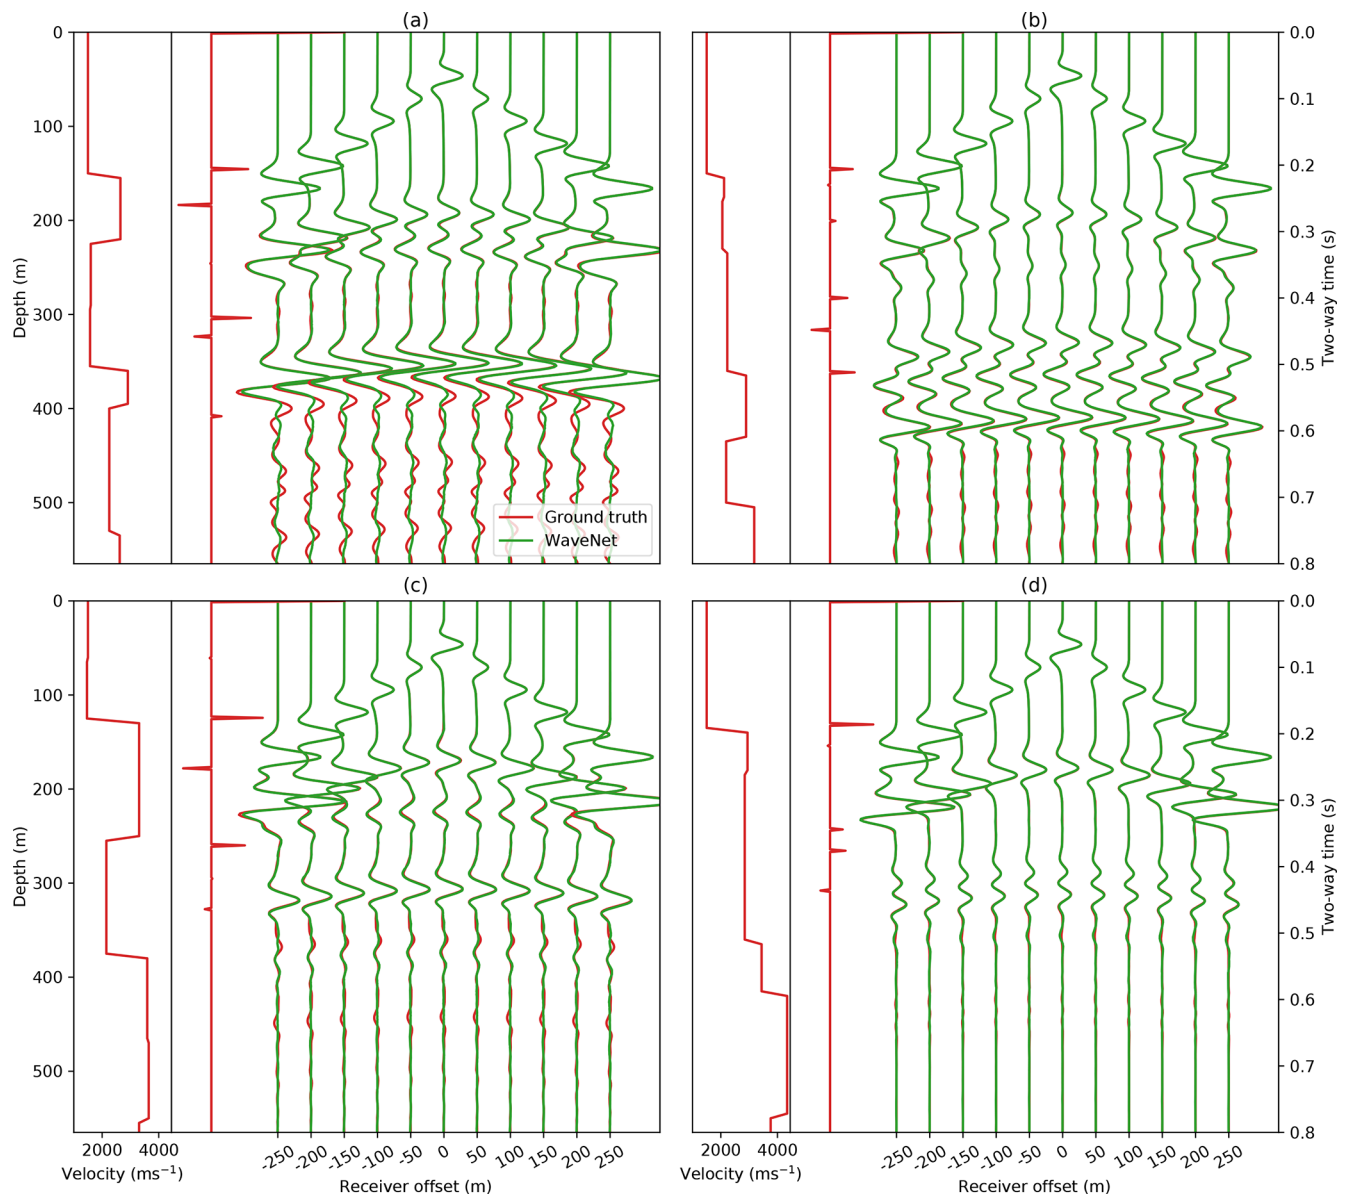 (a)
(b)
0
100
200
300
400
500
Depth (m)
0.0
0.1
0.2
0.3
0.4
0.5
0.6
0.7
0.8
Two-way time (s)
Ground truth
WaveNet
(c)
(d)
0
100
200
300
400
500
Depth (m)
0.0
0.1
0.2
0.3
0.4
0.5
0.6
0.7
0.8
Two-way time (s)
2000 4000
Velocity (ms⁻¹)
-250 -200 -150 -100 -50 0 50 100 150 200 250
Receiver offset (m)
2000 4000
Velocity (ms⁻¹)
-250 -200 -150 -100 -50 0 50 100 150 200 250
Receiver offset (m)